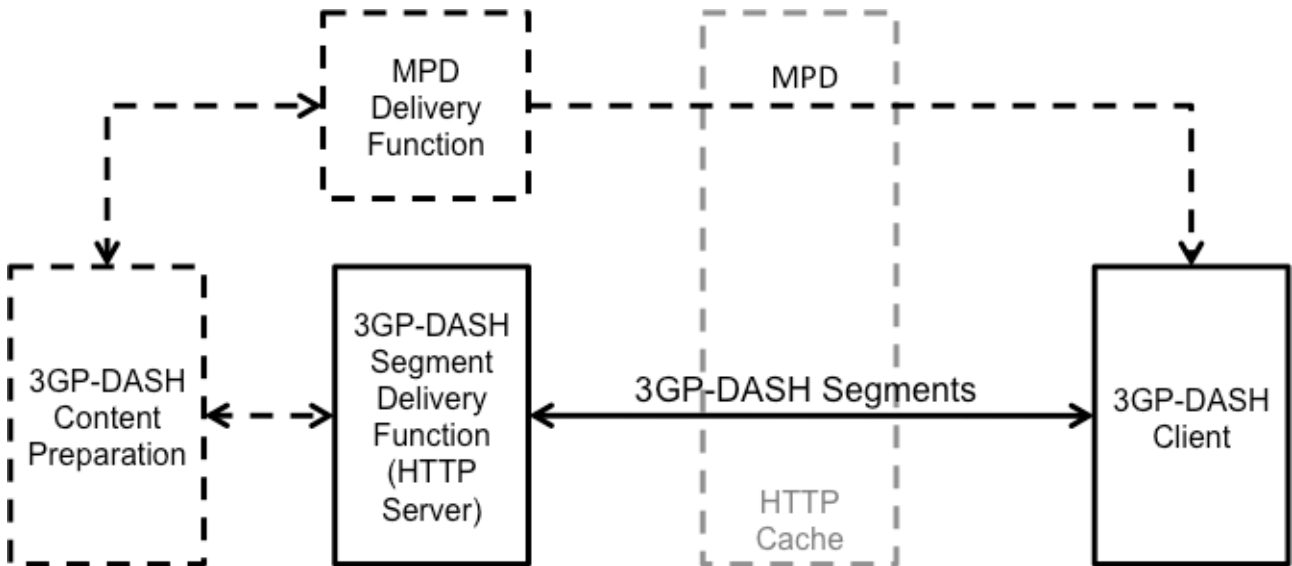 MPD
Delivery
Function
MPD
3GP-DASH
Content
Preparation
3GP-DASH
Segment
Delivery
Function
(HTTP
Server)
3GP-DASH Segments
HTTP
Cache
3GP-DASH
Client